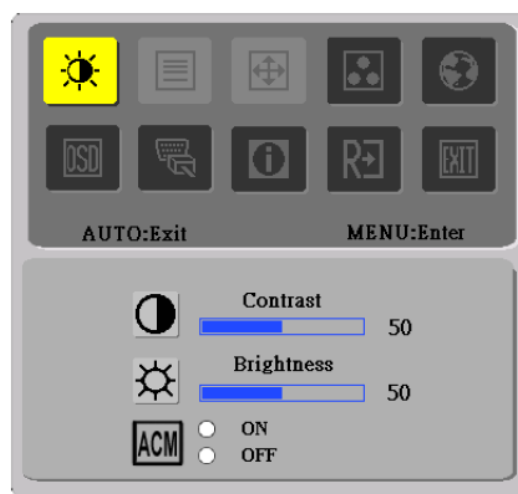 OSD
R
EXIT
AUTO:Exit MENU:Enter
Contrast
50
Brightness
50
ACM
ON
OFF